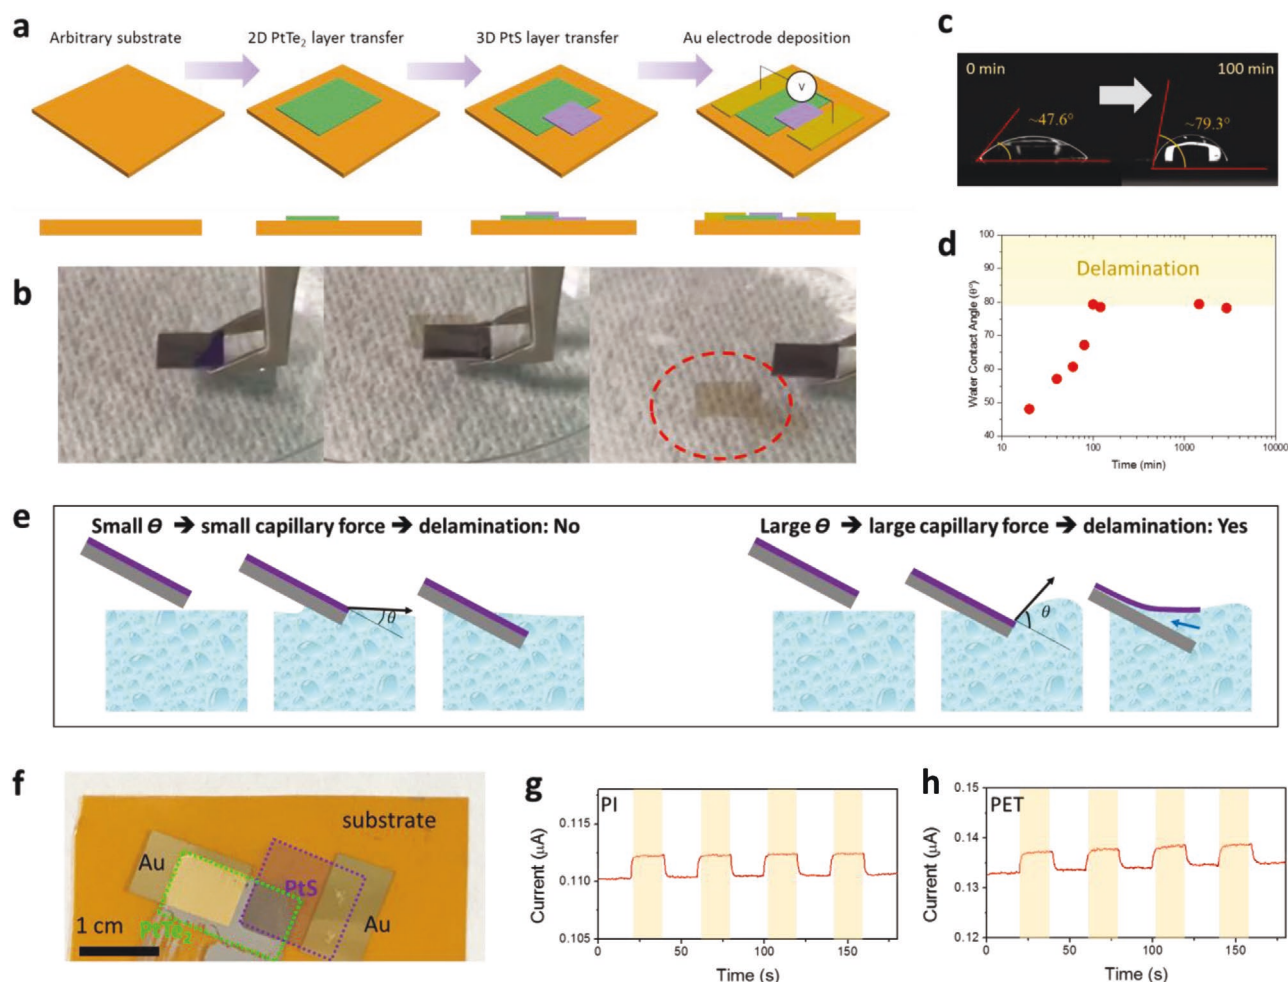 a
Arbitrary substrate
2D PtTe₂ layer transfer
3D PtS layer transfer
Au electrode deposition
V
b
c
0 min
100 min
~47.6°
~79.3°
d
Delamination
Water Contact Angle (θ°)
100
90
80
70
60
50
40
10
100
1000
10000
Time (min)
e
Small Θ ➔ small capillary force ➔ delamination: No
θ
Large Θ ➔ large capillary force ➔ delamination: Yes
θ
f
substrate
Au
PtS
PtTe₂
Au
1 cm
g
PI
Current (μA)
0.115
0.110
0.105
0
50
100
150
Time (s)
h
PET
Current (μA)
0.15
0.14
0.13
0.12
0
50
100
150
Time (s)